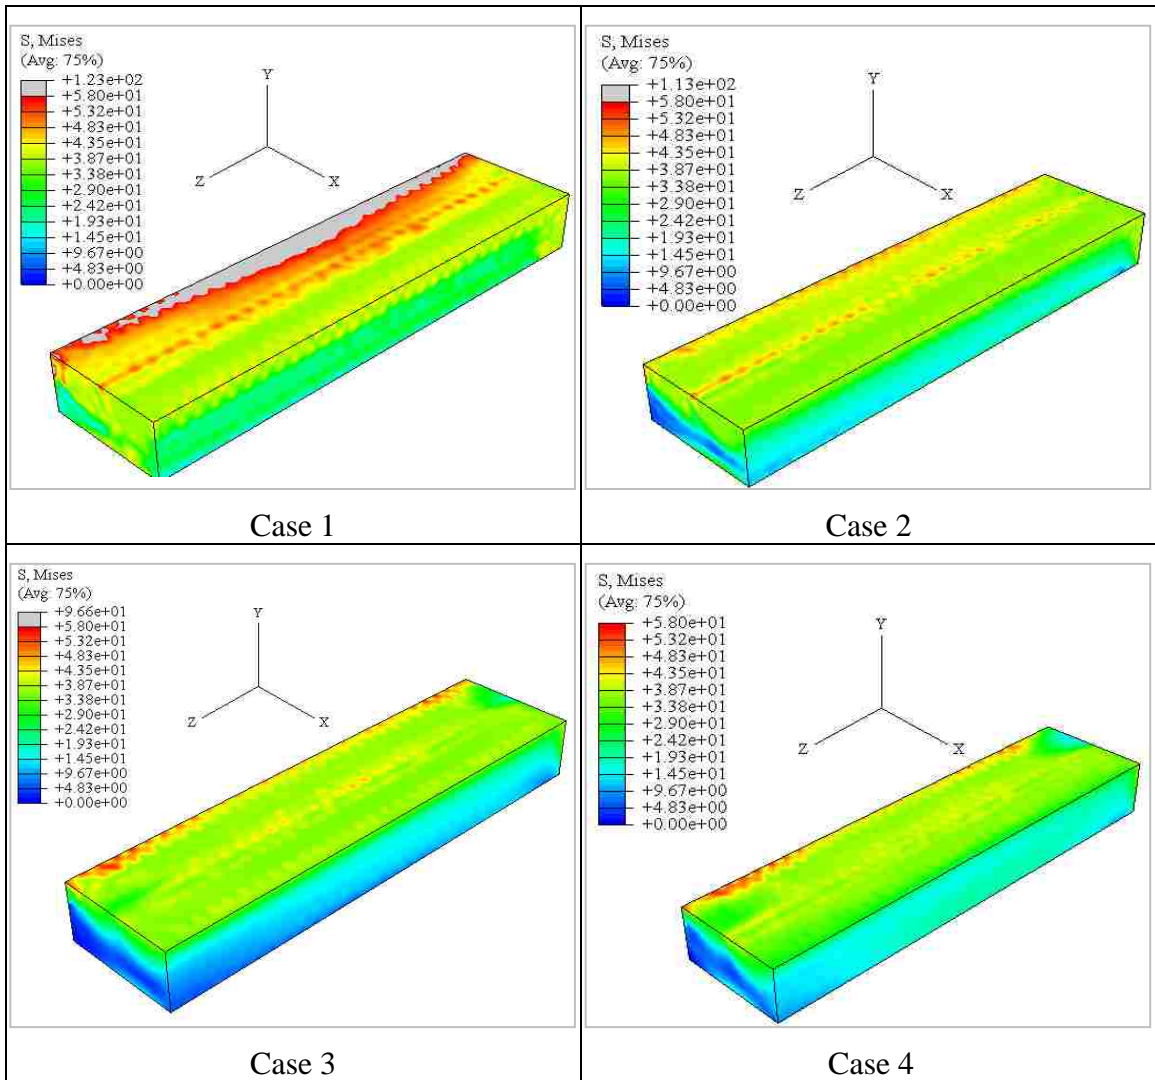 S, Mises
(Avg: 75%)
+1.23e+02
+5.80e+01
+5.32e+01
+4.83e+01
+4.35e+01
+3.87e+01
+3.38e+01
+2.90e+01
+2.42e+01
+1.93e+01
+1.45e+01
+9.67e+00
+4.83e+00
+0.00e+00
Y
Z
X
Case 1
S, Mises
(Avg: 75%)
+1.13e+02
+5.80e+01
+5.32e+01
+4.83e+01
+4.35e+01
+3.87e+01
+3.38e+01
+2.90e+01
+2.42e+01
+1.93e+01
+1.45e+01
+9.67e+00
+4.83e+00
+0.00e+00
Y
Z
X
Case 2
S, Mises
(Avg: 75%)
+9.66e+01
+5.80e+01
+5.32e+01
+4.83e+01
+4.35e+01
+3.87e+01
+3.38e+01
+2.90e+01
+2.42e+01
+1.93e+01
+1.45e+01
+9.67e+00
+4.83e+00
+0.00e+00
Y
Z
X
Case 3
S, Mises
(Avg: 75%)
+5.80e+01
+5.32e+01
+4.83e+01
+4.35e+01
+3.87e+01
+3.38e+01
+2.90e+01
+2.42e+01
+1.93e+01
+1.45e+01
+9.67e+00
+4.83e+00
+0.00e+00
Y
Z
X
Case 4